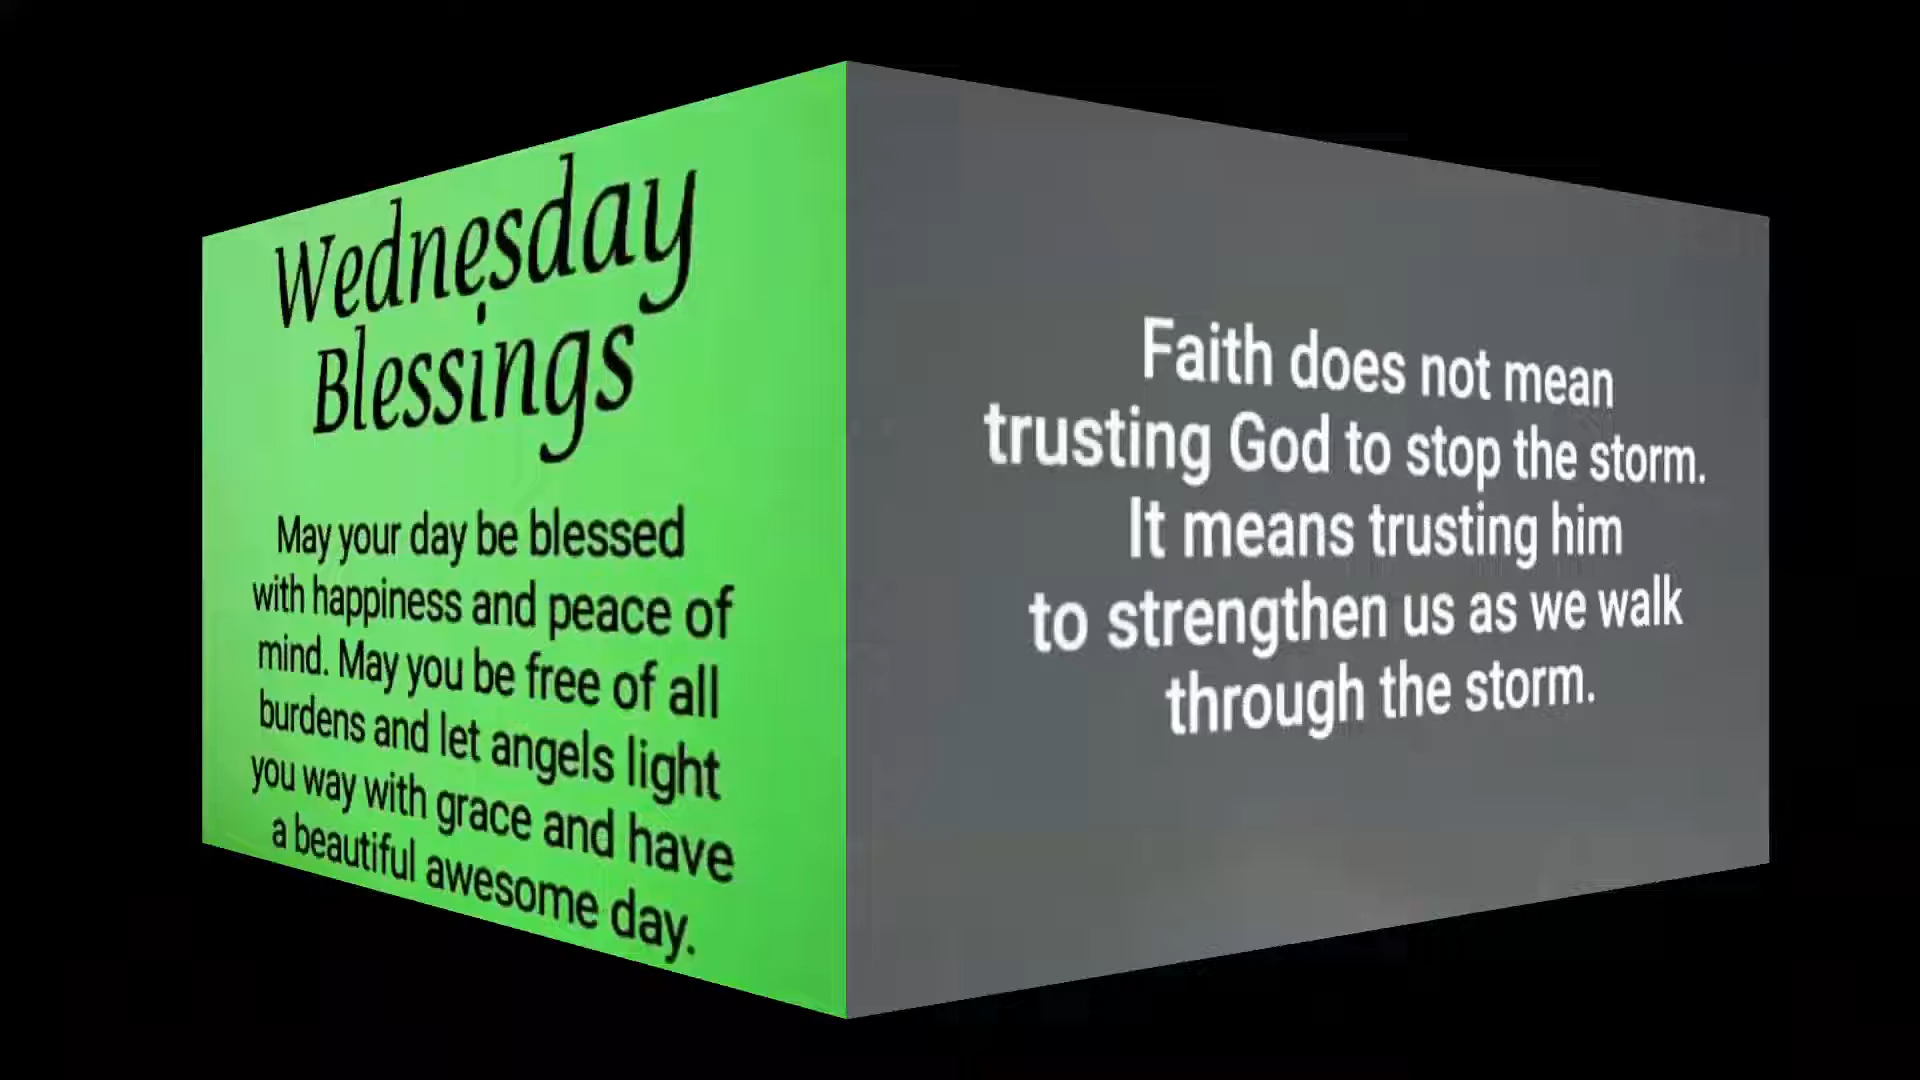 Wednesday
Blessings
May your day be blessed
with happiness and peace of
mind. May you be free of all
burdens and let angels light
you way with grace and have
a beautiful awesome day.
Faith does not mean
trusting God to stop the storm.
It means trusting him
to strengthen us as we walk
through the storm.